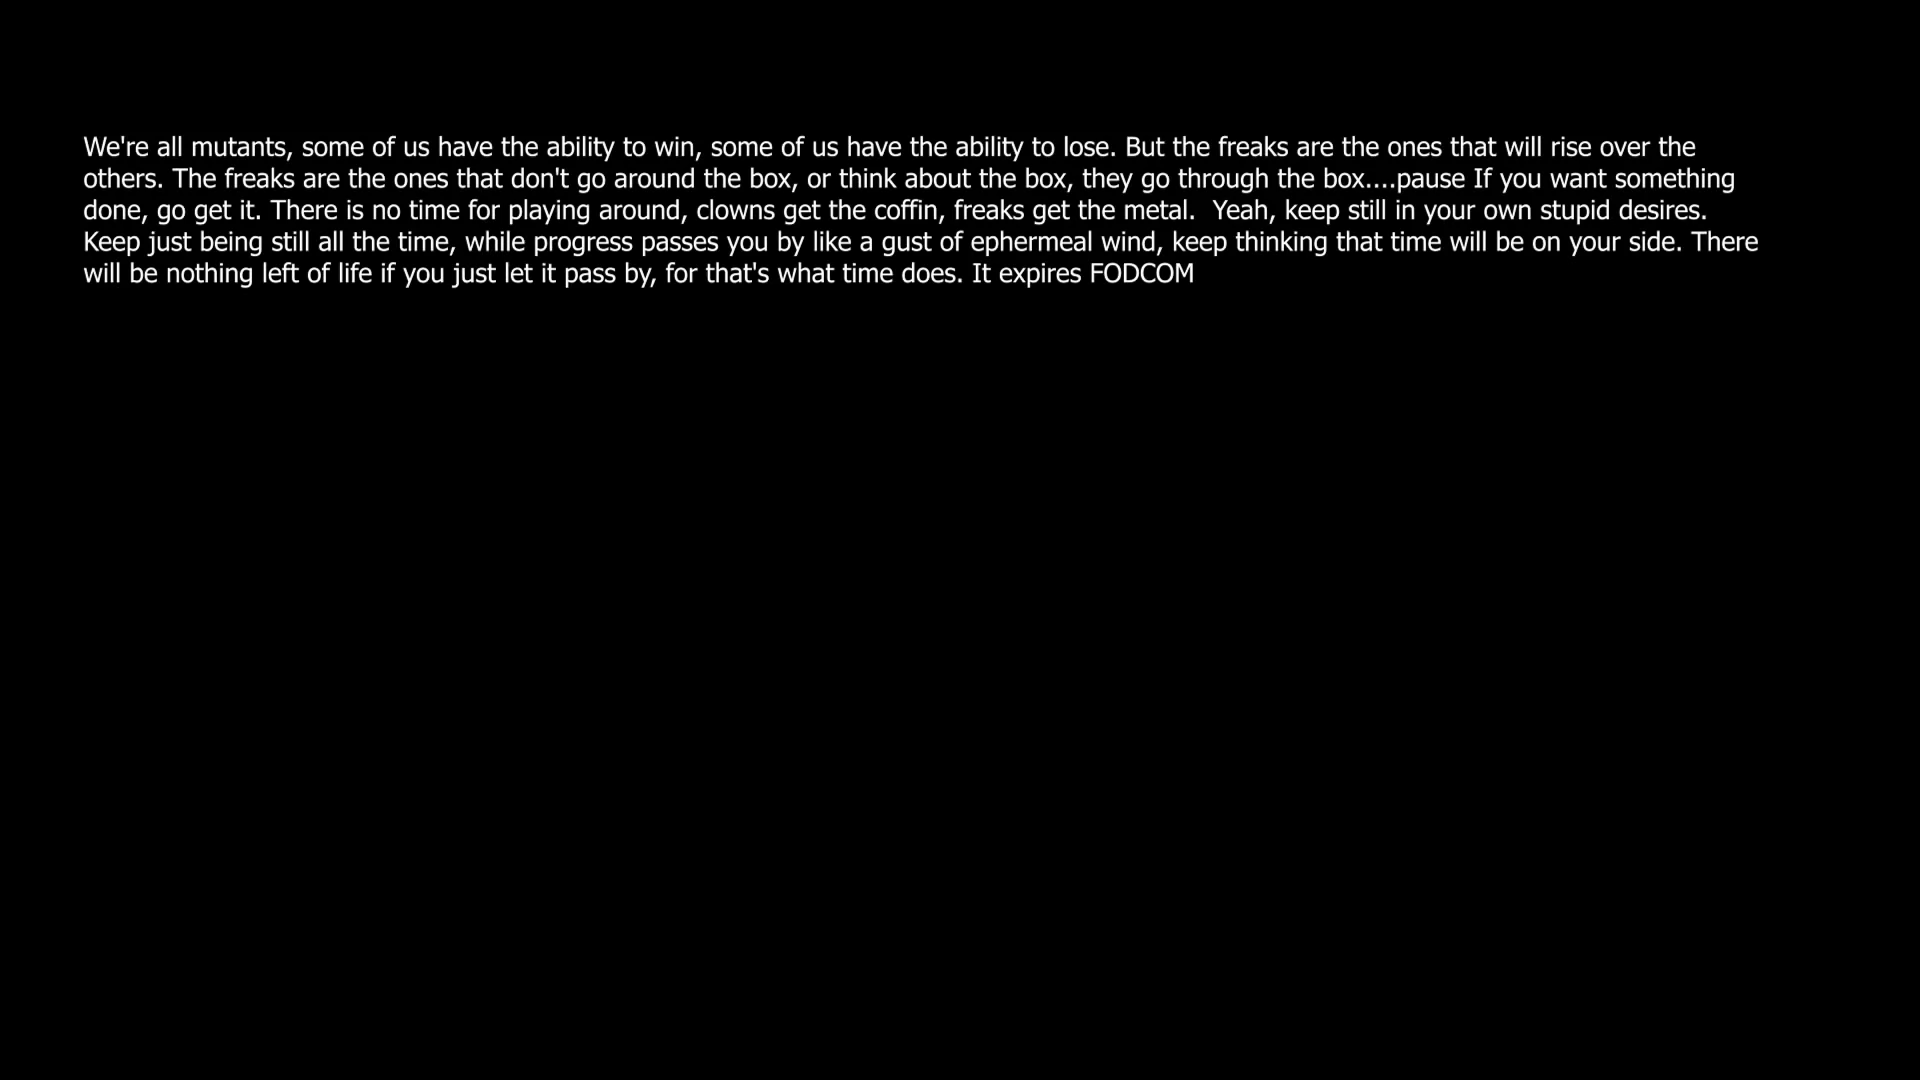 We're all mutants, some of us have the ability to win, some of us have the ability to lose. But the freaks are the ones that will rise over the
others. The freaks are the ones that don't go around the box, or think about the box, they go through the box....pause If you want something
done, go get it. There is no time for playing around, clowns get the coffin, freaks get the metal.  Yeah, keep still in your own stupid desires.
Keep just being still all the time, while progress passes you by like a gust of ephermeal wind, keep thinking that time will be on your side. There
will be nothing left of life if you just let it pass by, for that's what time does. It expires FODCOM